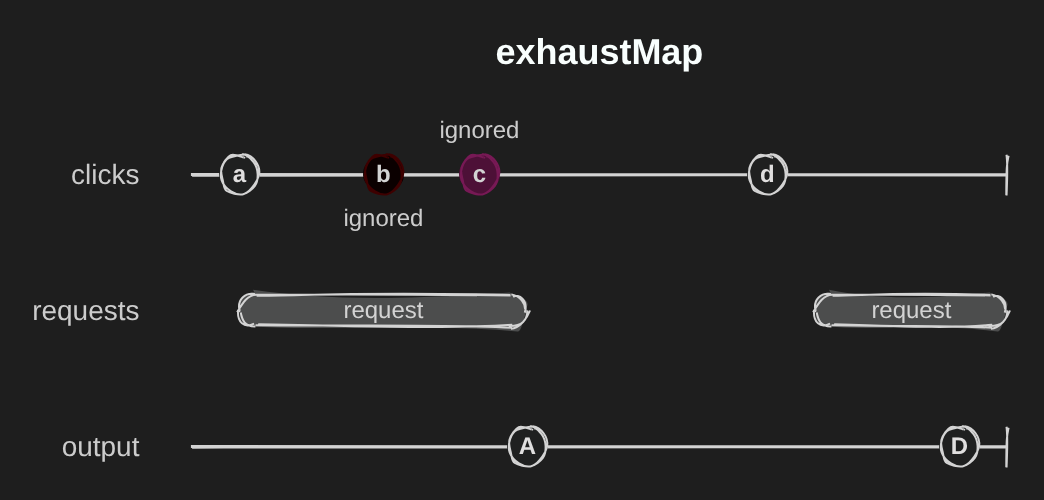 exhaustMap
ignored
clicks a b c d
ignored
requests request request
output A D